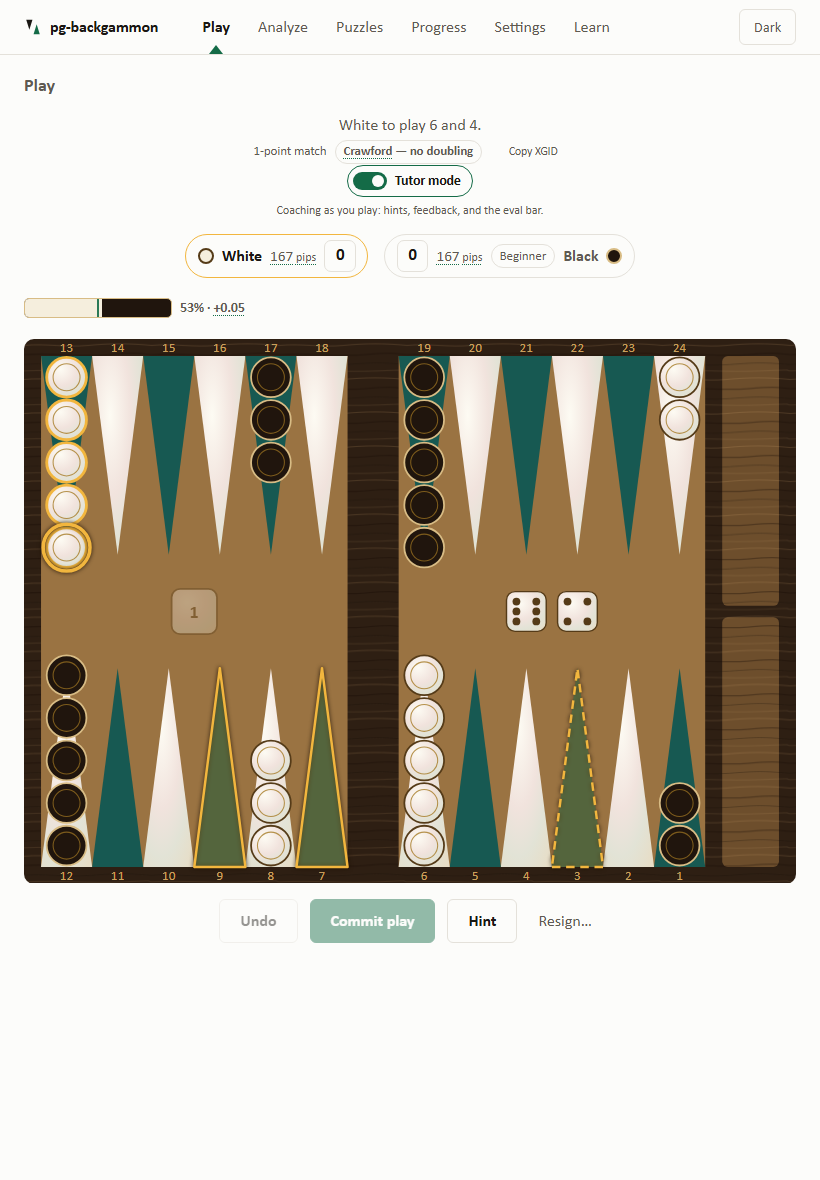 pg-backgammon Play Analyze Puzzles Progress Settings Learn Dark
Play
White to play 6 and 4.
1-point match Crawford — no doubling Copy XGID
Tutor mode
Coaching as you play: hints, feedback, and the eval bar.
White 167 pips 0 0 167 pips Beginner Black
53% · +0.05
13 14 15 16 17 18 19 20 21 22 23 24
1
12 11 10 9 8 7 6 5 4 3 2 1
Undo Commit play Hint Resign...